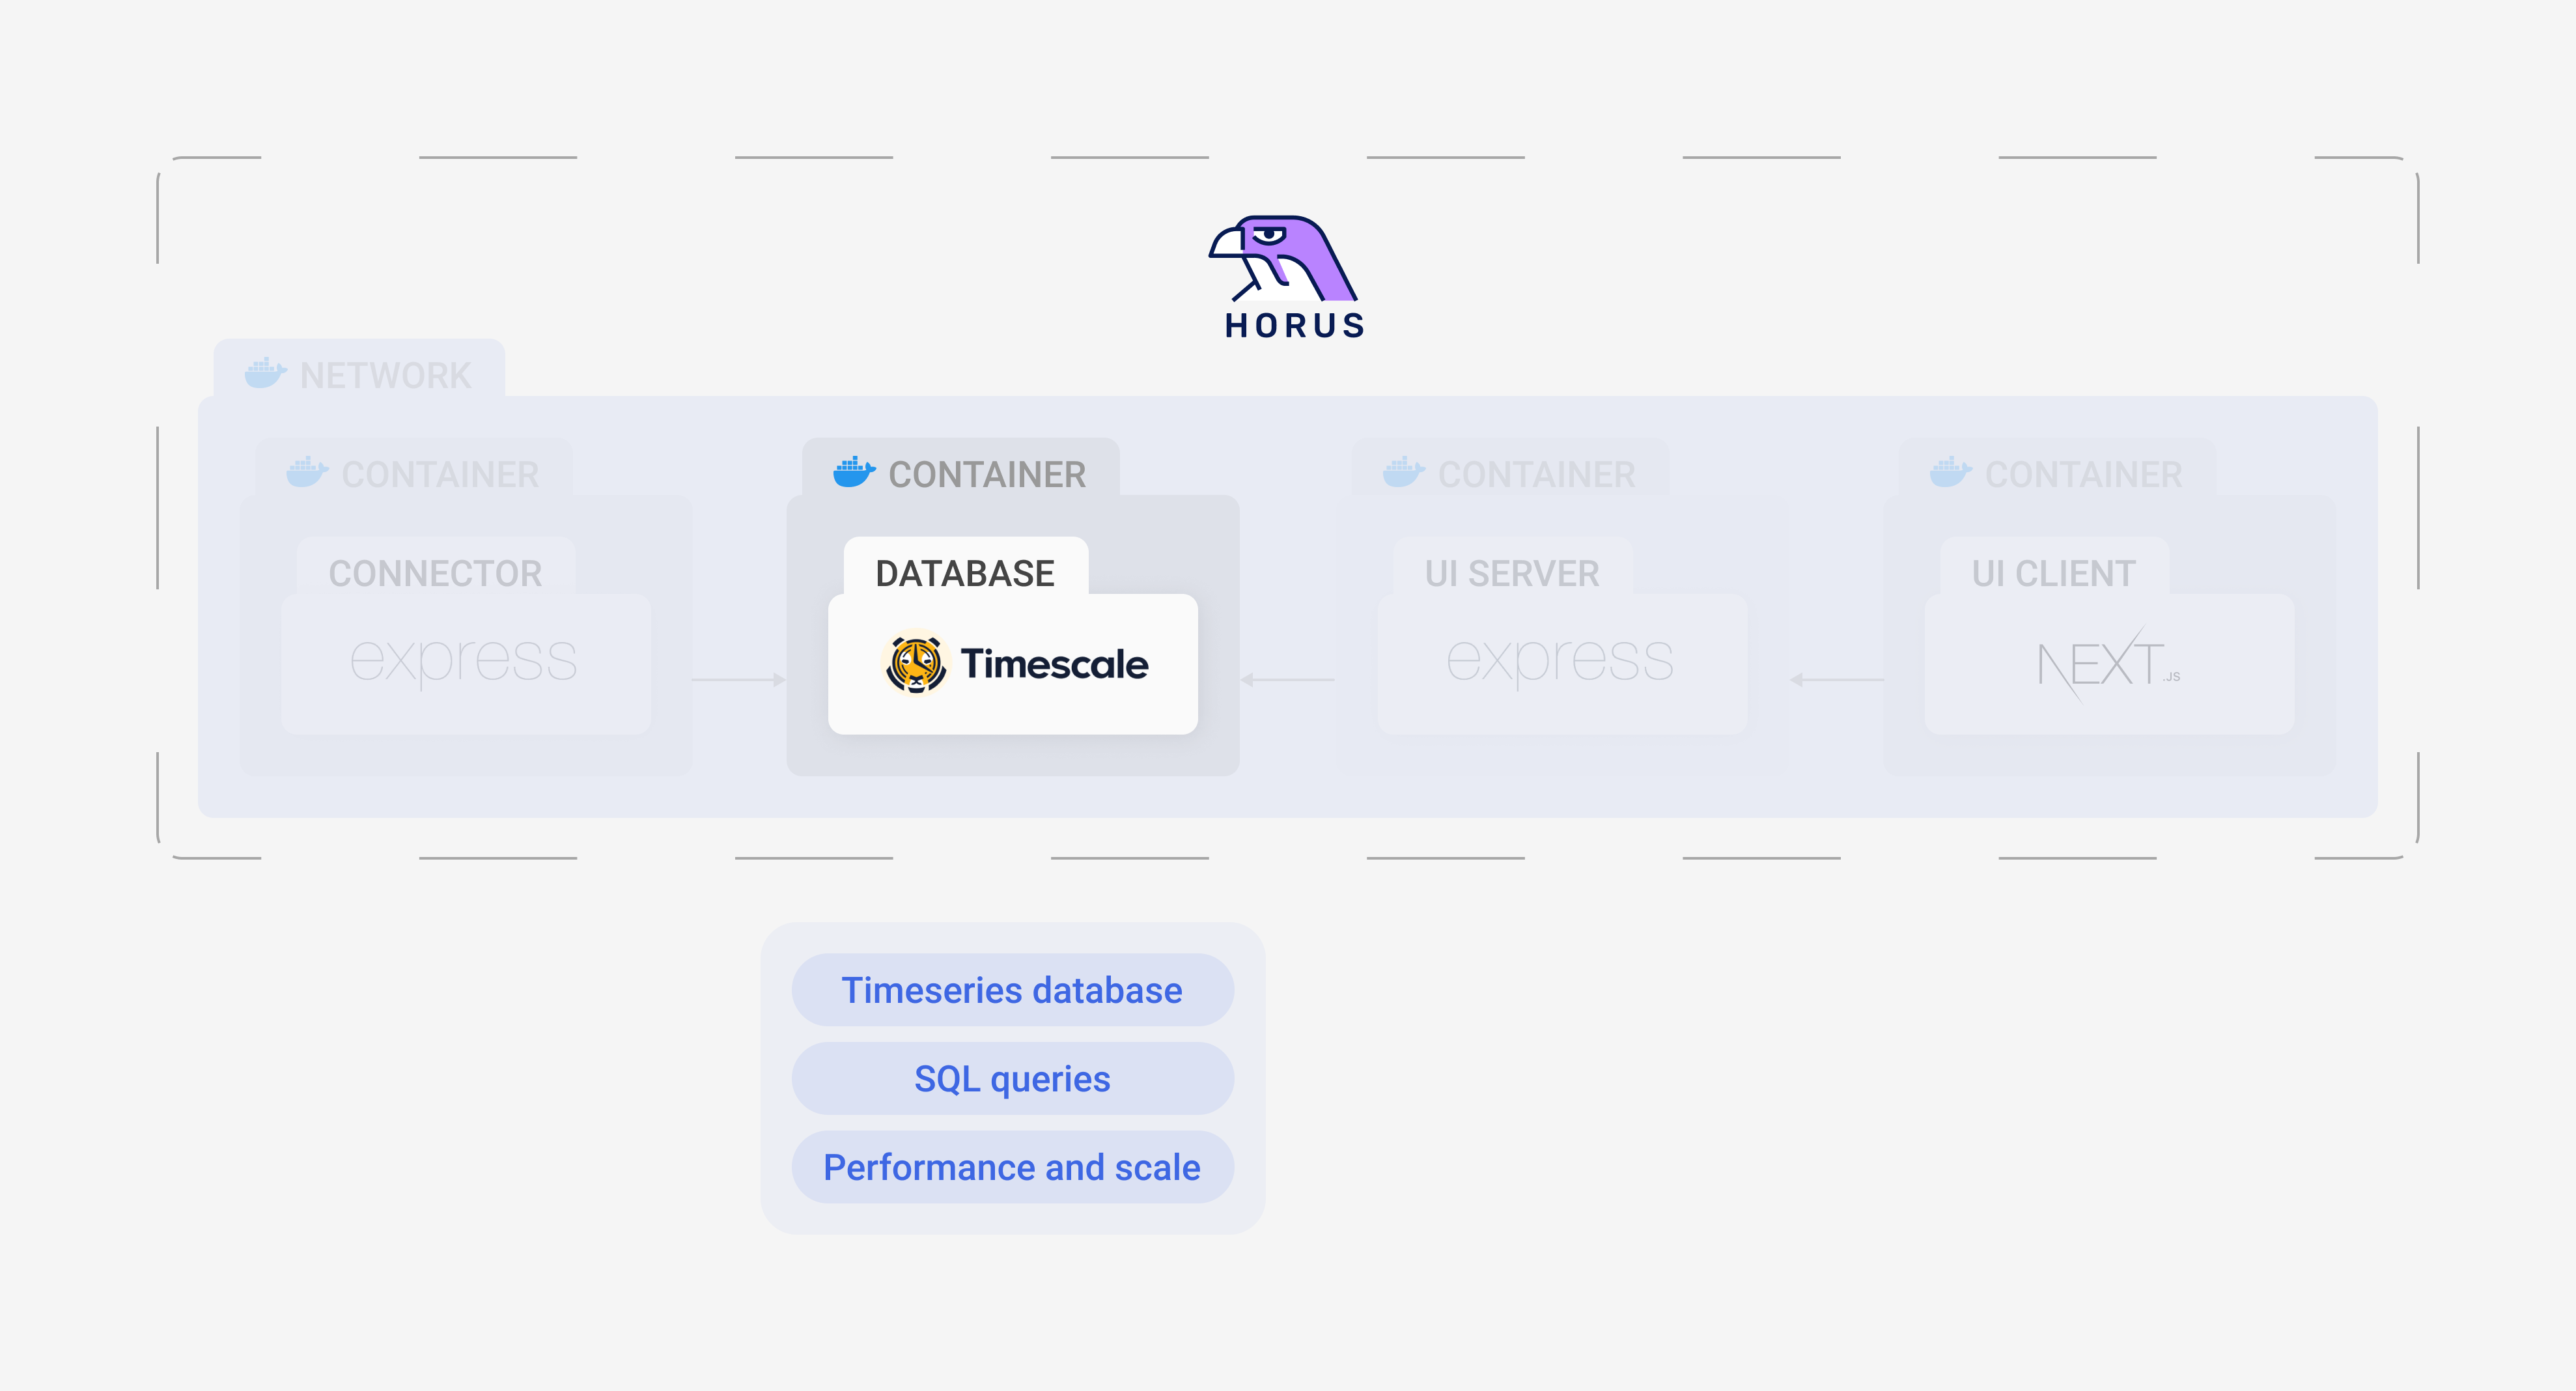 HORUS
NETWORK
CONTAINER
CONNECTOR
express
CONTAINER
DATABASE
Timescale
CONTAINER
UI SERVER
express
CONTAINER
UI CLIENT
NEXT.JS
Timeseries database
SQL queries
Performance and scale